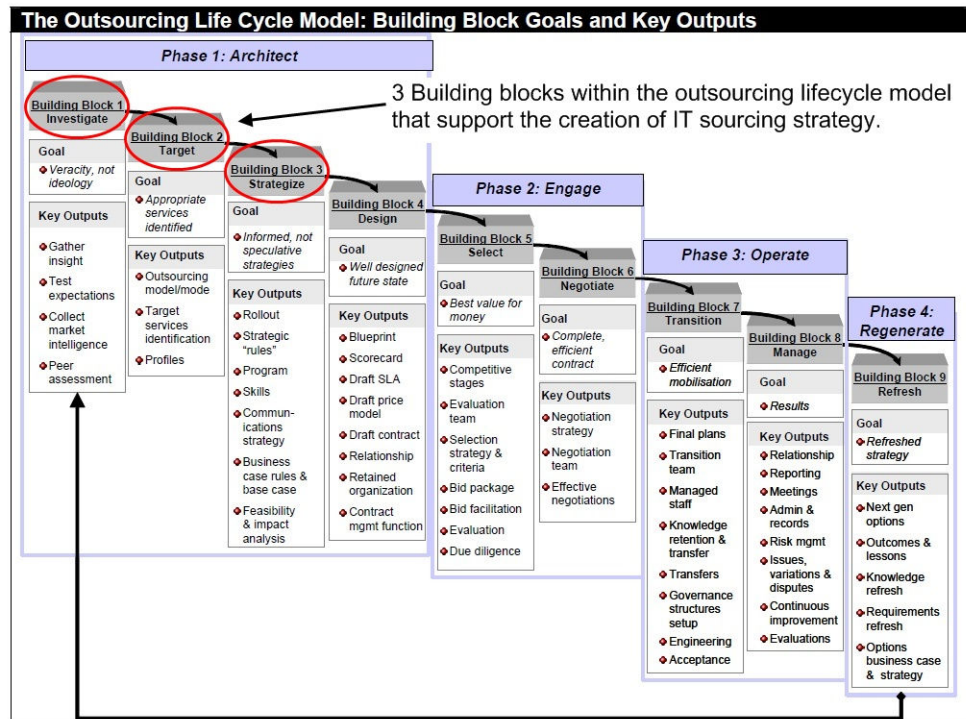 The Outsourcing Life Cycle Model: Building Block Goals and Key Outputs
Phase 1: Architect
3 Building blocks within the outsourcing lifecycle model
that support the creation of IT sourcing strategy.
Building Block 1
Investigate
Goal
Veracity, not
ideology
Key Outputs
Gather
insight
Test
expectations
Collect
market
intelligence
Peer
assessment
Building Block 2
Target
Goal
Appropriate
services
identified
Key Outputs
Outsourcing
model/mode
Target
services
identification
Profiles
Building Block 3
Strategize
Goal
Informed, not
speculative
strategies
Key Outputs
Rollout
Strategic
"rules"
Program
Skills
Commun-
ications
strategy
Business
case rules &
base case
Feasibility
& impact
analysis
Building Block 4
Design
Goal
Well designed
future state
Key Outputs
Blueprint
Scorecard
Draft SLA
Draft price
model
Draft contract
Relationship
Retained
organization
Contract
mgmt function
Phase 2: Engage
Building Block 5
Select
Goal
Best value for
money
Key Outputs
Competitive
stages
Evaluation
team
Selection
strategy &
criteria
Bid package
Bid facilitation
Evaluation
Due diligence
Building Block 6
Negotiate
Goal
Complete,
efficient
contract
Key Outputs
Negotiation
strategy
Negotiation
team
Effective
negotiations
Phase 3: Operate
Building Block 7
Transition
Goal
Efficient
mobilisation
Key Outputs
Final plans
Transition
team
Managed
staff
Knowledge
retention &
transfer
Transfers
Governance
structures
setup
Engineering
Acceptance
Building Block 8
Manage
Goal
Results
Key Outputs
Relationship
Reporting
Meetings
Admin &
records
Risk mgmt
Issues,
variations &
disputes
Continuous
improvement
Evaluations
Phase 4:
Regenerate
Building Block 9
Refresh
Goal
Refreshed
strategy
Key Outputs
Next gen
options
Outcomes &
lessons
Knowledge
refresh
Requirements
refresh
Options
business case
& strategy